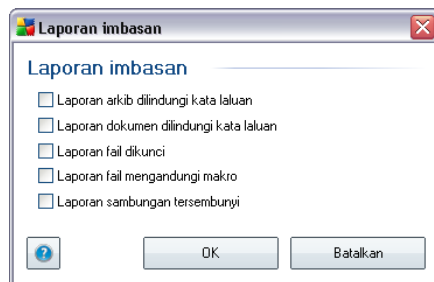 Laporan imbasan
Laporan imbasan
Laporan arkib dilindungi kata laluan
Laporan dokumen dilindungi kata laluan
Laporan fail dikunci
Laporan fail mengandungi makro
Laporan sambungan tersembunyi
?
OK
Batalkan